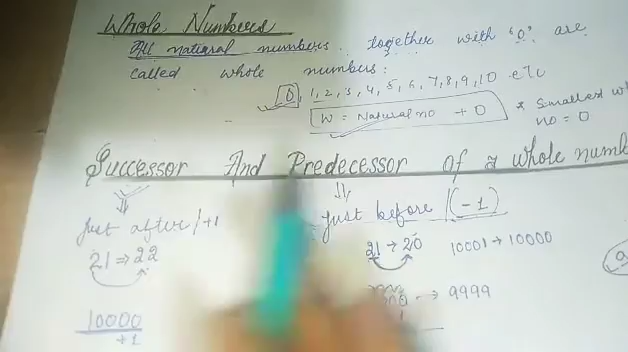 Whole Numbers
All natural numbers together with '0' are
called whole numbers:
0, 1, 2, 3, 4, 5, 6, 7, 8, 9, 10 etc
W = Natural no + 0
* Smallest
no = 0
Successor And Predecessor of a whole numb
Just after / +1
Just before / (-1)
21 ⇒ 22
21 → 20
10001 → 10000
→ 9999
10000
+1